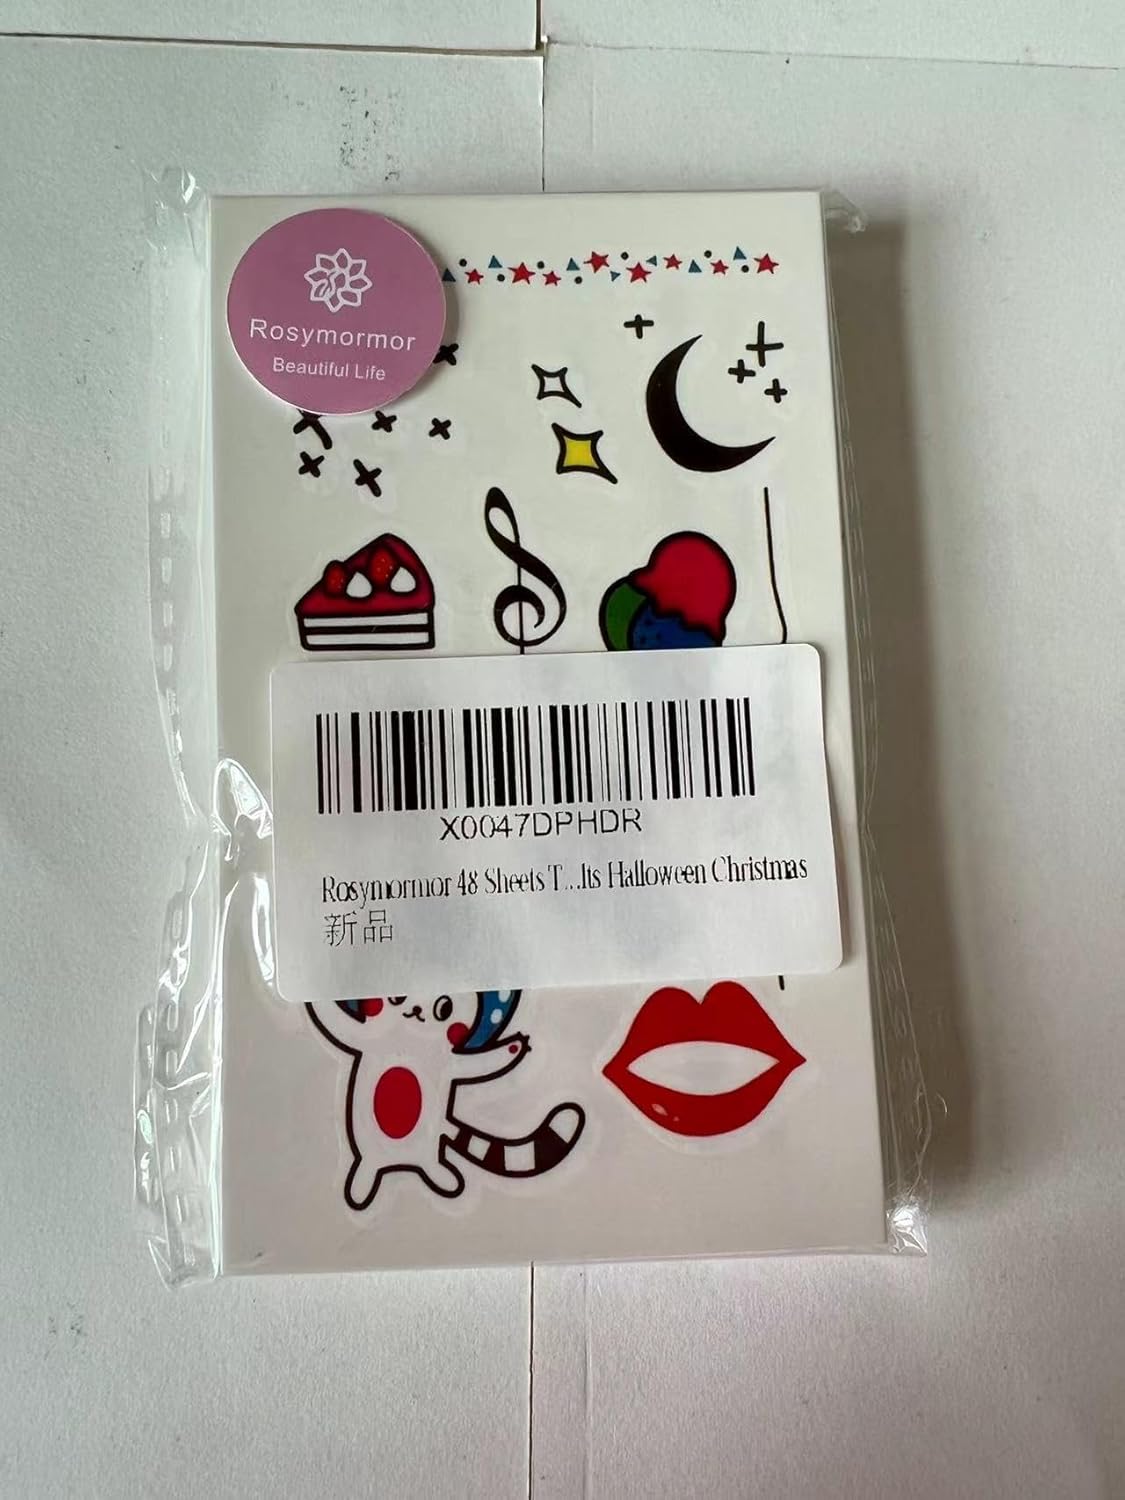 Rosymormor
Beautiful Life
X0047DPHDR
Rosymormor 48 Sheets T...lts Halloween Christmas
新品